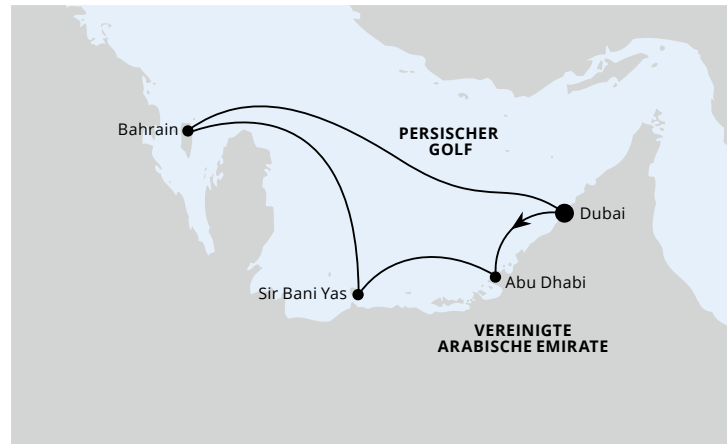 Bahrain
PERSISCHER
GOLF
Dubai
Abu Dhabi
Sir Bani Yas
VEREINIGTE
ARABISCHE EMIRATE